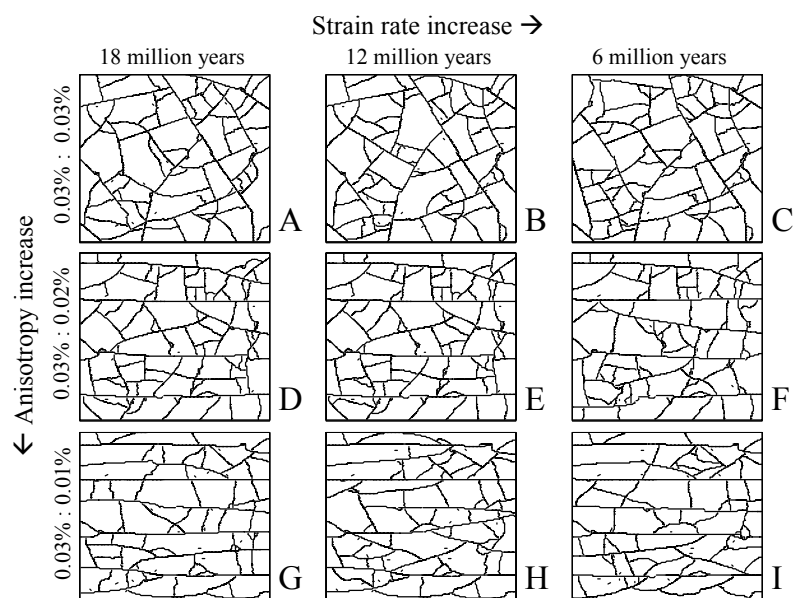 Strain rate increase →
18 million years 12 million years 6 million years
← Anisotropy increase
0.03% : 0.03%
A B C
0.03% : 0.02%
D E F
0.03% : 0.01%
G H I